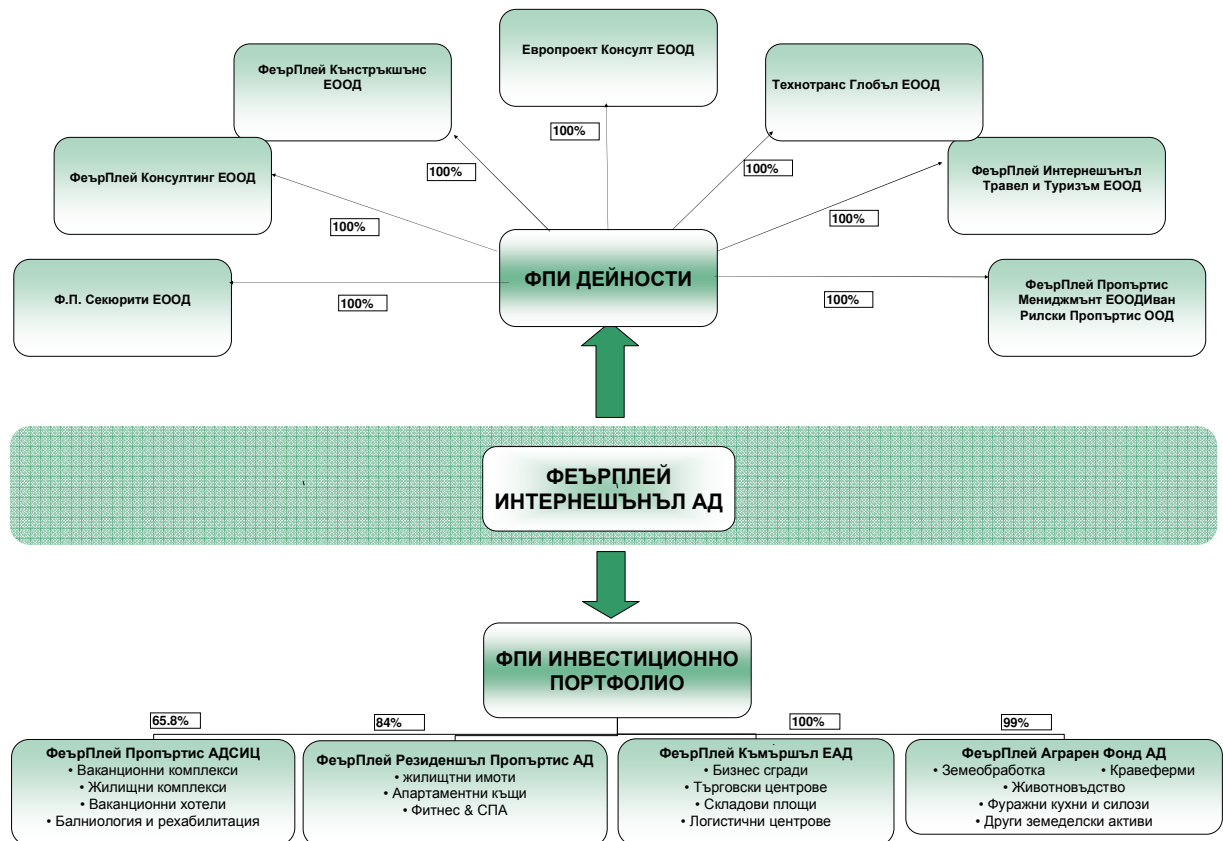 Европроект Консулт ЕООД
ФеърПлей Кънстръкшънс
ЕООД
Технотранс Глобъл ЕООД
ФеърПлей Консултинг ЕООД
ФеърПлей Интернешънъл
Травел и Туризъм ЕООД
100%
100%
100%
100%
100%
ФПИ ДЕЙНОСТИ
Ф.П. Секюрити ЕООД
100%
100%
ФеърПлей Пропъртис
Мениджмънт ЕООДИван
Рилски Пропъртис ООД
ФЕЪРПЛЕЙ
ИНТЕРНЕШЪНЪЛ АД
ФПИ ИНВЕСТИЦИОННО
ПОРТФОЛИО
65.8%
84%
100%
99%
ФеърПлей Пропъртис АДСИЦ
• Ваканционни комплекси
• Жилищни комплекси
• Ваканционни хотели
• Балниология и рехабилитация
ФеърПлей Резиденшъл Пропъртис АД
• жилищтни имоти
• Апартаментни къщи
• Фитнес & СПА
ФеърПлей Къмършъл ЕАД
• Бизнес сгради
• Търговски центрове
• Складови площи
• Логистични центрове
ФеърПлей Аграрен Фонд АД
• Земеобработка • Кравеферми
• Животновъдство
• Фуражни кухни и силози
• Други земеделски активи